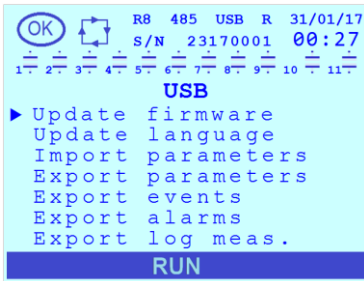 OK R8 485 USB R 31/01/17
S/N 23170001 00:27
1 2 3 4 5 6 7 8 9 10 11
USB
Update firmware
Update language
Import parameters
Export parameters
Export events
Export alarms
Export log meas.
RUN